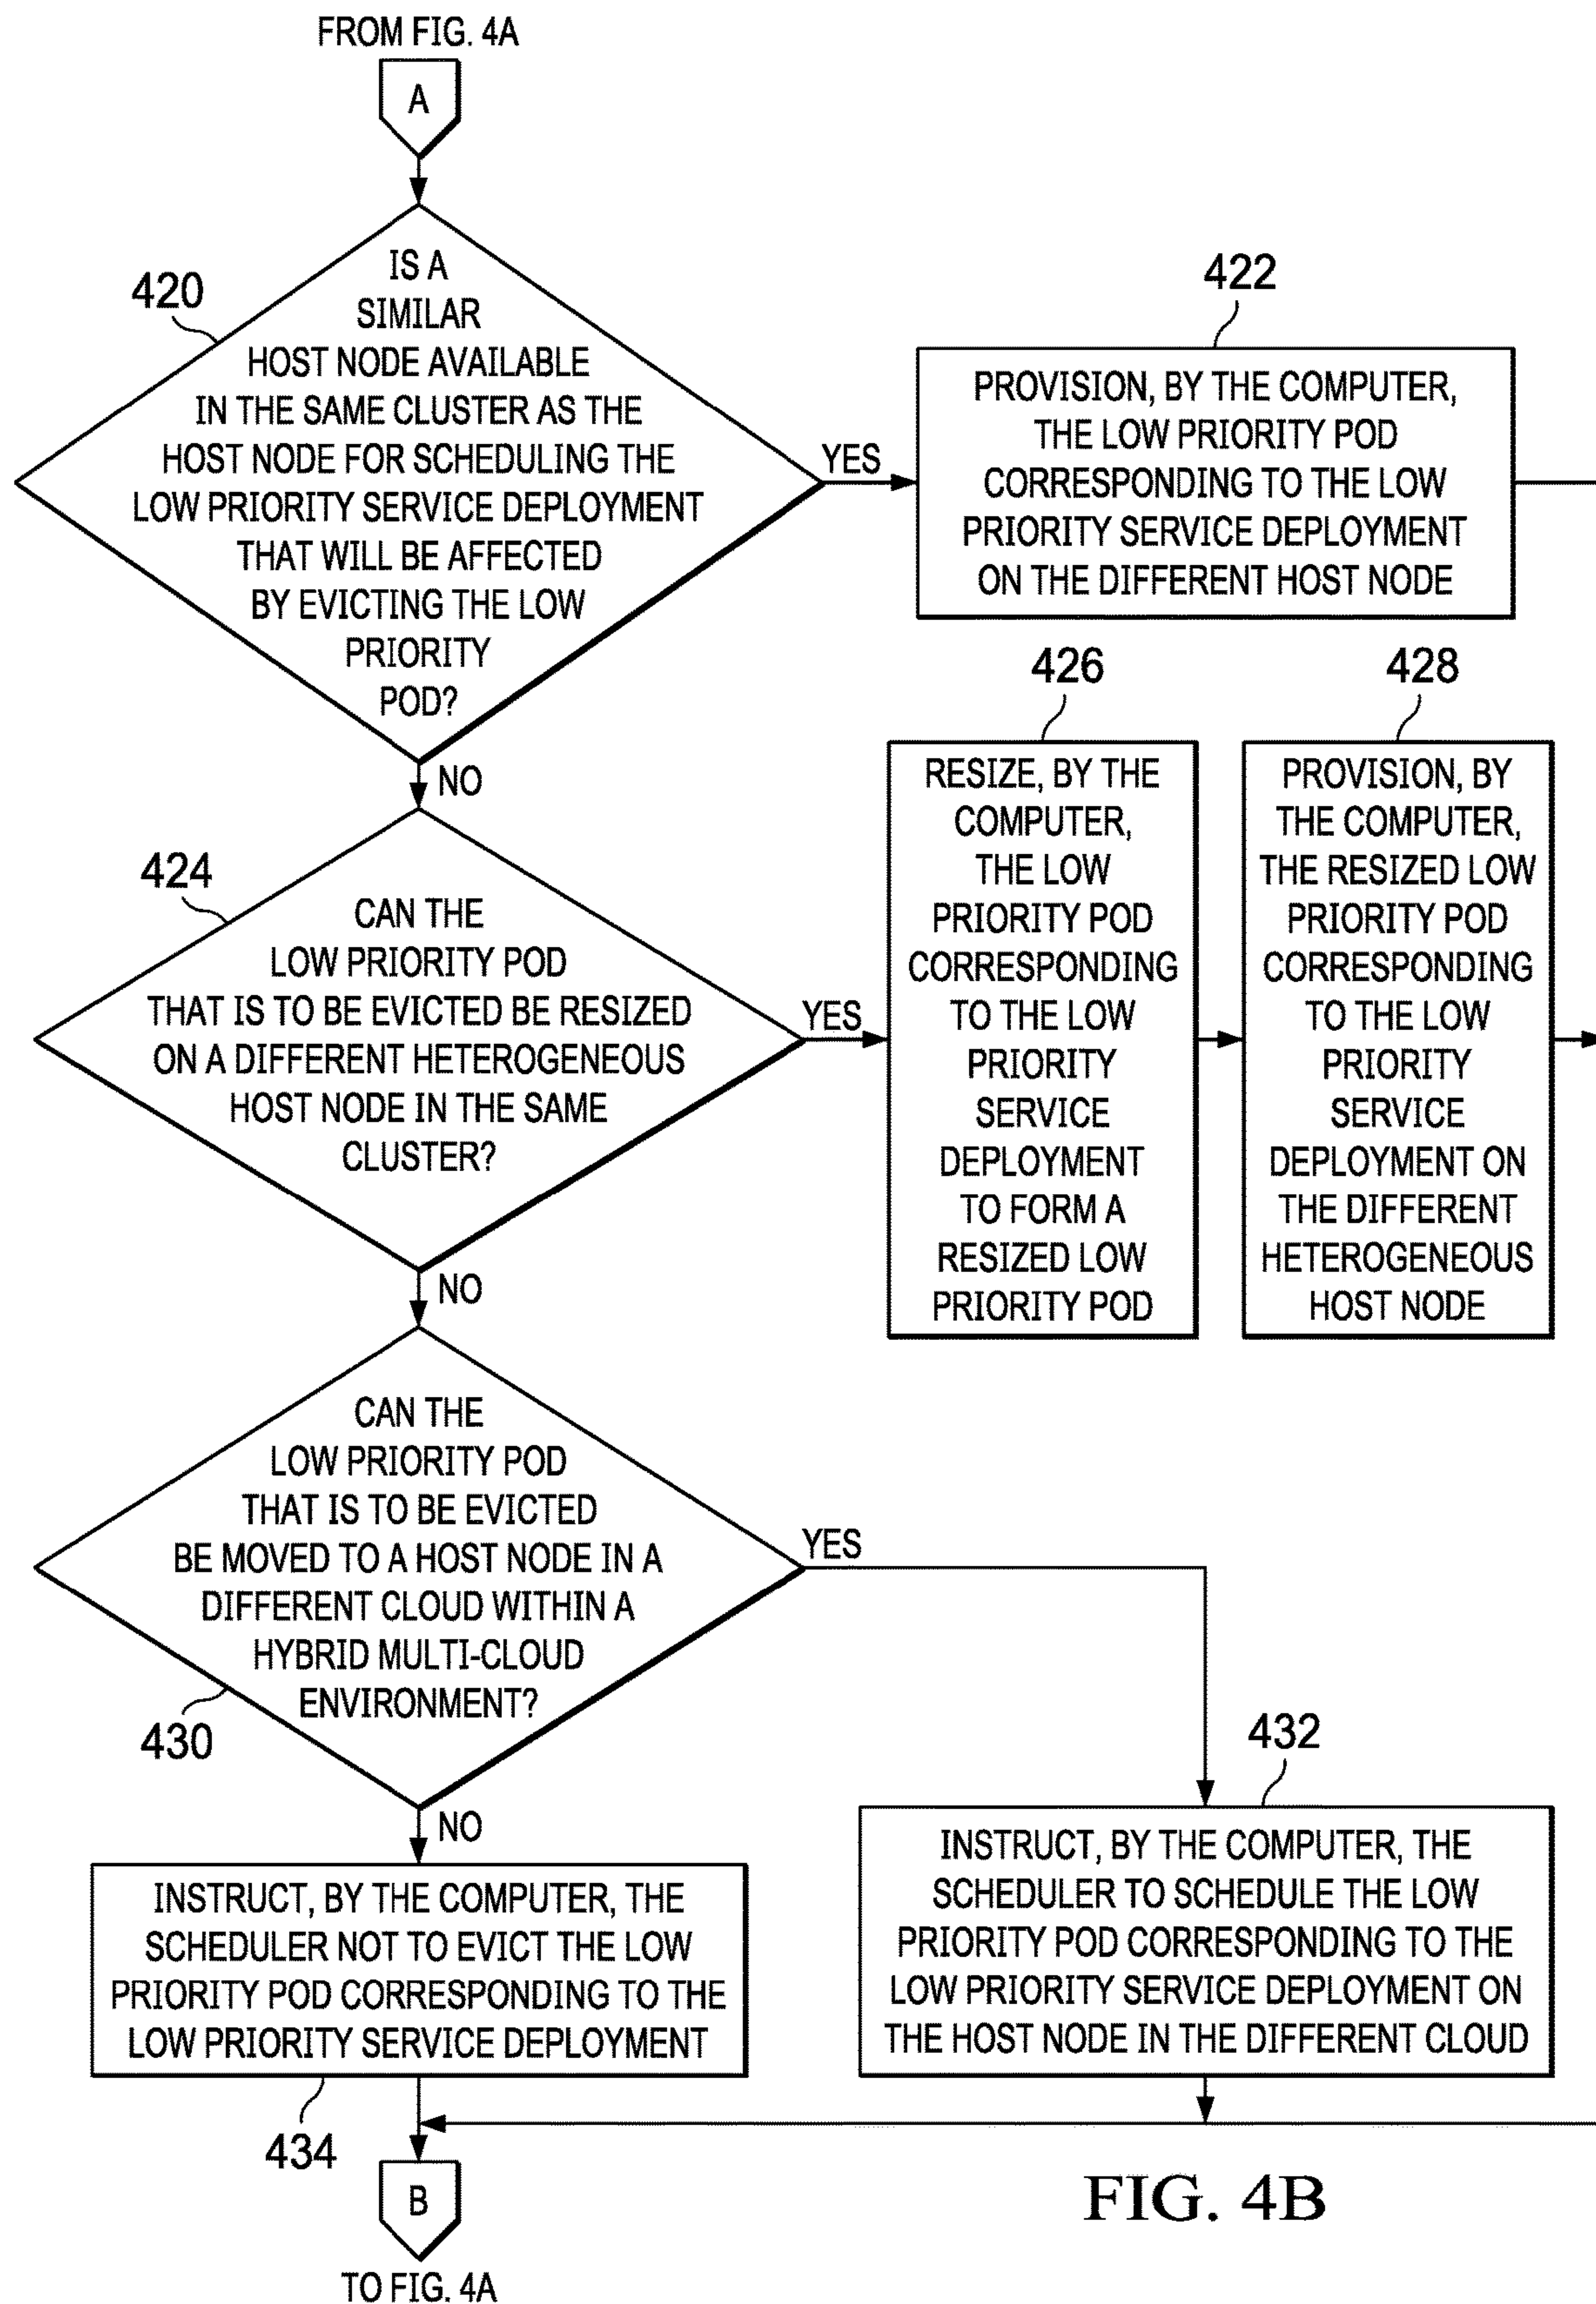 FROM FIG. 4A
A
420
IS A
SIMILAR
HOST NODE AVAILABLE
IN THE SAME CLUSTER AS THE
HOST NODE FOR SCHEDULING THE
LOW PRIORITY SERVICE DEPLOYMENT
THAT WILL BE AFFECTED
BY EVICTING THE LOW
PRIORITY
POD?
YES
422
PROVISION, BY THE COMPUTER,
THE LOW PRIORITY POD
CORRESPONDING TO THE LOW
PRIORITY SERVICE DEPLOYMENT
ON THE DIFFERENT HOST NODE
NO
424
CAN THE
LOW PRIORITY POD
THAT IS TO BE EVICTED BE RESIZED
ON A DIFFERENT HETEROGENEOUS
HOST NODE IN THE SAME
CLUSTER?
YES
426
RESIZE, BY THE
COMPUTER,
THE LOW
PRIORITY POD
CORRESPONDING
TO THE LOW
PRIORITY
SERVICE
DEPLOYMENT
TO FORM A
RESIZED LOW
PRIORITY POD
428
PROVISION, BY
THE COMPUTER,
THE RESIZED LOW
PRIORITY POD
CORRESPONDING
TO THE LOW
PRIORITY
SERVICE
DEPLOYMENT ON
THE DIFFERENT
HETEROGENEOUS
HOST NODE
NO
CAN THE
LOW PRIORITY POD
THAT IS TO BE EVICTED
BE MOVED TO A HOST NODE IN A
DIFFERENT CLOUD WITHIN A
HYBRID MULTI-CLOUD
ENVIRONMENT?
430
YES
432
INSTRUCT, BY THE COMPUTER, THE
SCHEDULER TO SCHEDULE THE LOW
PRIORITY POD CORRESPONDING TO THE
LOW PRIORITY SERVICE DEPLOYMENT ON
THE HOST NODE IN THE DIFFERENT CLOUD
NO
INSTRUCT, BY THE COMPUTER, THE
SCHEDULER NOT TO EVICT THE LOW
PRIORITY POD CORRESPONDING TO THE
LOW PRIORITY SERVICE DEPLOYMENT
434
B
TO FIG. 4A
FIG. 4B